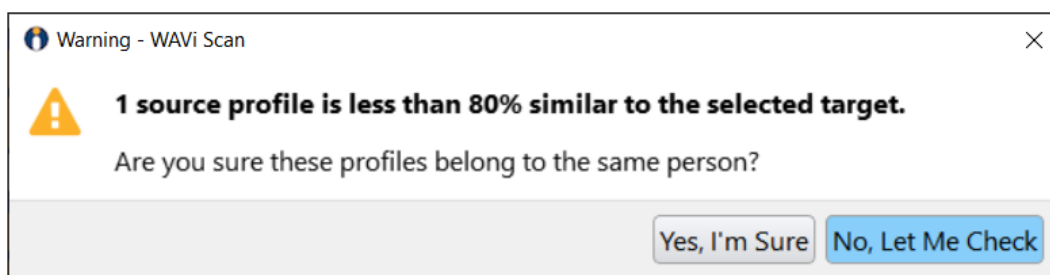 Warning - WAVi Scan
1 source profile is less than 80% similar to the selected target.
Are you sure these profiles belong to the same person?
Yes, I'm Sure No, Let Me Check